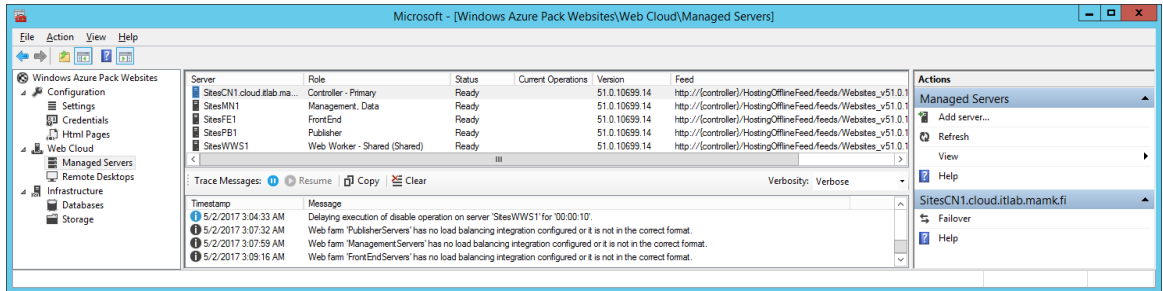 Microsoft - [Windows Azure Pack Websites\Web Cloud\Managed Servers]
File Action View Help
Windows Azure Pack Websites
Configuration
Settings
Credentials
Html Pages
Web Cloud
Managed Servers
Remote Desktops
Infrastructure
Databases
Storage
Server Role Status Current Operations Version Feed
SitesCN1.cloud.itlab.ma... Controller - Primary Ready 51.0.10699.14 http://{controller}/HostingOfflineFeed/feeds/Websites_v51.0.1
SitesMN1 Management, Data Ready 51.0.10699.14 http://{controller}/HostingOfflineFeed/feeds/Websites_v51.0.1
SitesFE1 FrontEnd Ready 51.0.10699.14 http://{controller}/HostingOfflineFeed/feeds/Websites_v51.0.1
SitesPB1 Publisher Ready 51.0.10699.14 http://{controller}/HostingOfflineFeed/feeds/Websites_v51.0.1
SitesWWS1 Web Worker - Shared (Shared) Ready 51.0.10699.14 http://{controller}/HostingOfflineFeed/feeds/Websites_v51.0.1
Trace Messages: Resume Copy Clear Verbosity: Verbose
Timestamp Message
5/2/2017 3:04:33 AM Delaying execution of disable operation on server 'SitesWWS1' for '00:00:10'.
5/2/2017 3:07:32 AM Web farm 'PublisherServers' has no load balancing integration configured or it is not in the correct format.
5/2/2017 3:07:59 AM Web farm 'ManagementServers' has no load balancing integration configured or it is not in the correct format.
5/2/2017 3:09:16 AM Web farm 'FrontEndServers' has no load balancing integration configured or it is not in the correct format.
Actions
Managed Servers
Add server...
Refresh
View
Help
SitesCN1.cloud.itlab.mamk.fi
Failover
Help